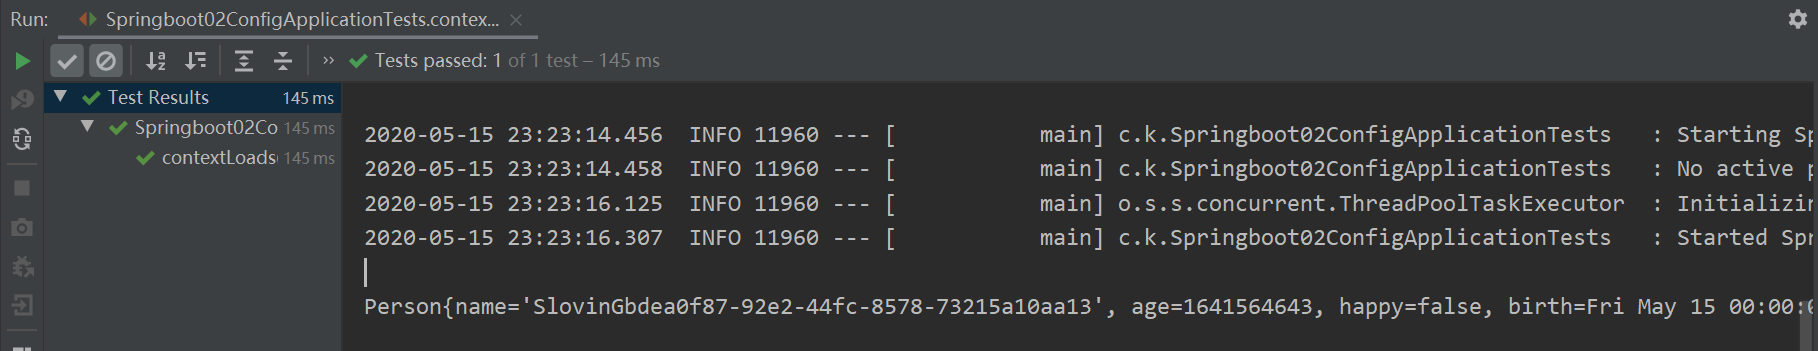 Run: Springboot02ConfigApplicationTests.contex...
Tests passed: 1 of 1 test – 145 ms
Test Results 145 ms
Springboot02Co 145 ms
contextLoads 145 ms
2020-05-15 23:23:14.456  INFO 11960 --- [           main] c.k.Springboot02ConfigApplicationTests   : Starting Sp
2020-05-15 23:23:14.458  INFO 11960 --- [           main] c.k.Springboot02ConfigApplicationTests   : No active p
2020-05-15 23:23:16.125  INFO 11960 --- [           main] o.s.s.concurrent.ThreadPoolTaskExecutor  : Initializin
2020-05-15 23:23:16.307  INFO 11960 --- [           main] c.k.Springboot02ConfigApplicationTests   : Started Spr
Person{name='SlovinGbdea0f87-92e2-44fc-8578-73215a10aa13', age=1641564643, happy=false, birth=Fri May 15 00:00:0